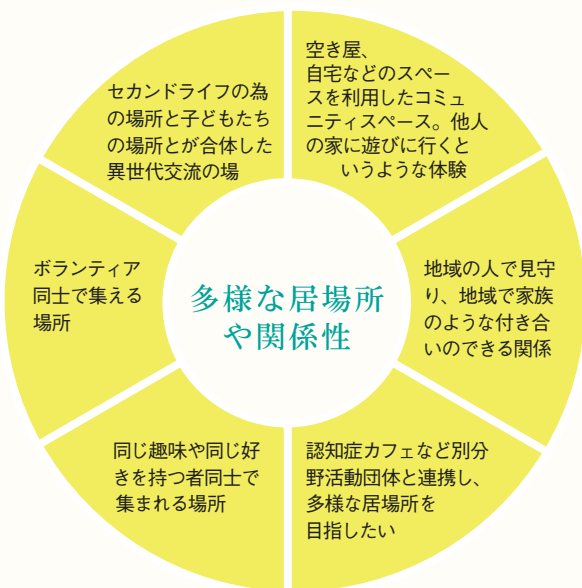 多様な居場所
や関係性
空き屋、
自宅などのスペー
スを利用したコミュ
ニティスペース。他人
の家に遊びに行くと
いうような体験
地域の人で見守
り、地域で家族
のような付き合
いのできる関係
認知症カフェなど別分
野活動団体と連携し、
多様な居場所を
目指したい
同じ趣味や同じ好
きを持つ者同士で
集まれる場所
ボランティア
同士で集える
場所
セカンドライフの為
の場所と子どもたち
の場所とが合体した
異世代交流の場